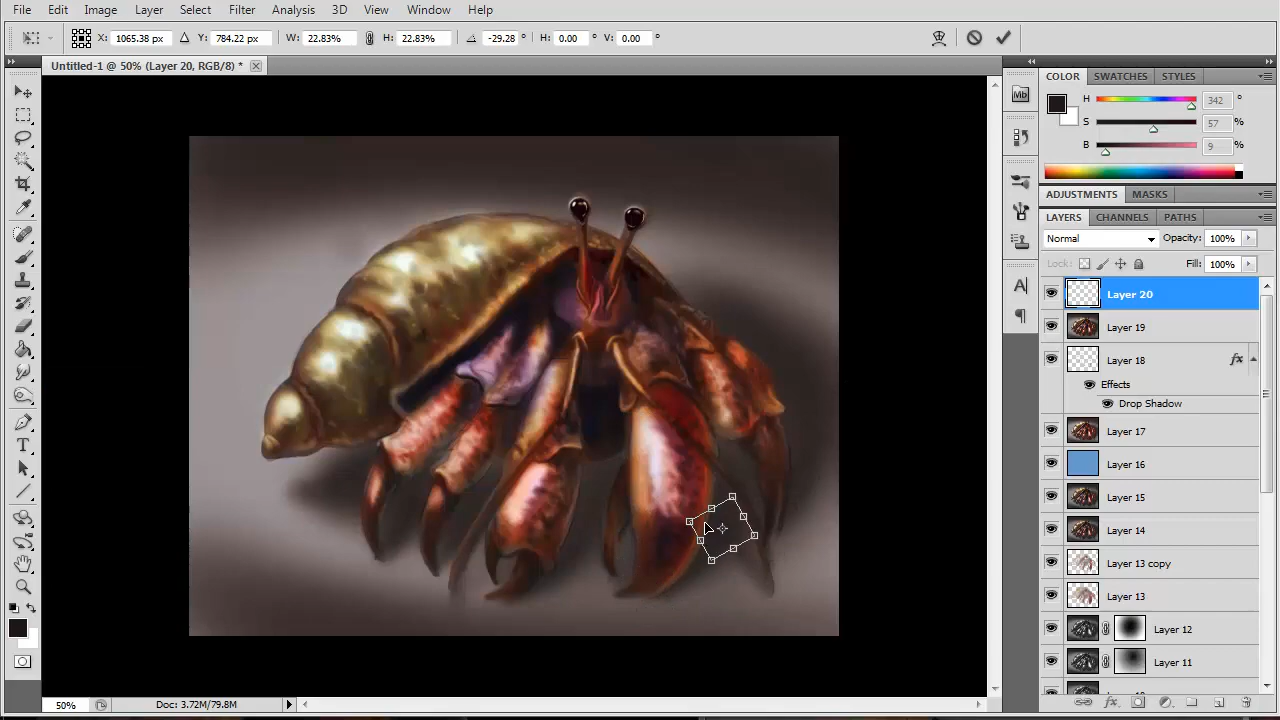 File Edit Image Layer Select Filter Analysis 3D View Window Help
X: 1065.38 px Y: 784.22 px W: 22.83% H: 22.83% -29.28 ° H: 0.00 ° V: 0.00 °
Untitled-1 @ 50% (Layer 20, RGB/8) *
COLOR SWATCHES STYLES
H 342 °
S 57 %
B 9 %
ADJUSTMENTS MASKS
LAYERS CHANNELS PATHS
Normal Opacity: 100%
Lock: Fill: 100%
Layer 20
Layer 19
Layer 18 fx
Effects
Drop Shadow
Layer 17
Layer 16
Layer 15
Layer 14
Layer 13 copy
Layer 13
Layer 12
Layer 11
Mb
A
T
50% Doc: 3.72M/79.8M
fx